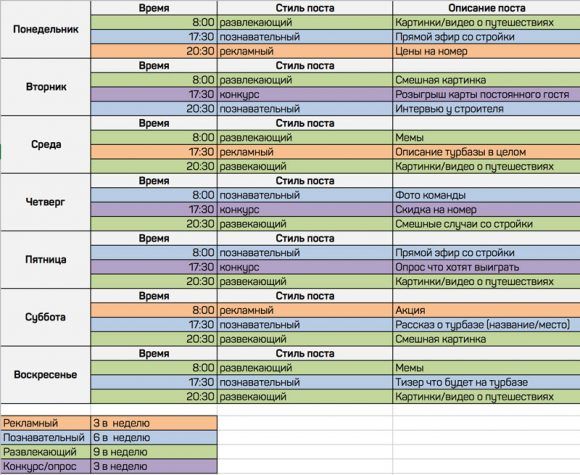 Время Стиль поста Описание поста
Понедельник
8:00 развлекающий Картинки/видео о путешествиях
17:30 познавательный Прямой эфир со стройки
20:30 рекламный Цены на номер
Время Стиль поста
Вторник
8:00 развлекающий Смешная картинка
17:30 конкурс Розыгрыш карты постоянного гостя
20:30 познавательный Интервью у строителя
Время Стиль поста
Среда
8:00 развлекающий Мемы
17:30 рекламный Описание турбазы в целом
20:30 развекающий Картинки/видео о путешествиях
Время Стиль поста
Четверг
8:00 познавательный Фото команды
17:30 конкурс Скидка на номер
20:30 развекающий Смешные случаи со стройки
Время Стиль поста
Пятница
8:00 познавательный Прямой эфир со стройки
17:30 конкурс Опрос что хотят выиграть
20:30 развекающий Картинки/видео о путешествиях
Время Стиль поста
Суббота
8:00 рекламный Акция
17:30 познавательный Рассказ о турбазе (название/место)
20:30 развекающий Смешная картинка
Время Стиль поста
Воскресенье
8:00 развекающий Мемы
17:30 познавательный Тизер что будет на турбазе
20:30 развекающий Картинки/видео о путешествиях
Рекламный 3 в неделю
Познавательный 6 в неделю
Развлекающий 9 в неделю
Конкурс/опрос 3 в неделю